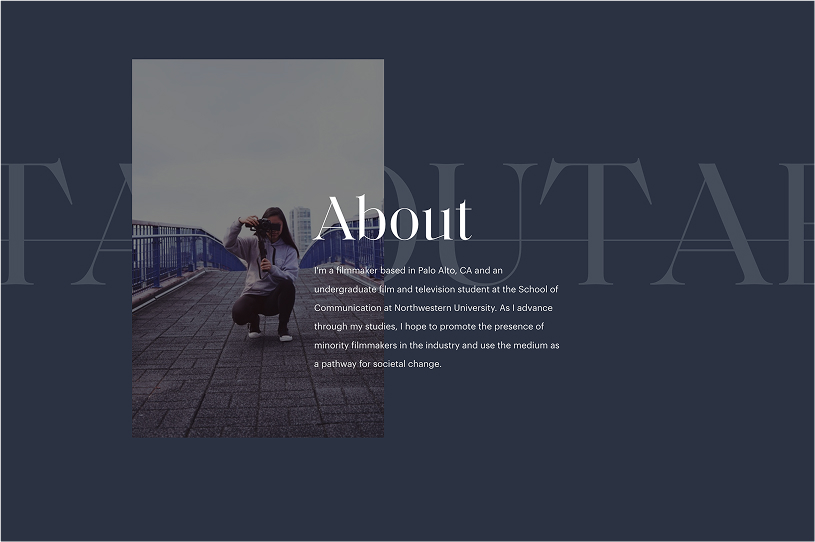 TABOUTAB
About
I'm a filmmaker based in Palo Alto, CA and an
undergraduate film and television student at the School of
Communication at Northwestern University. As I advance
through my studies, I hope to promote the presence of
minority filmmakers in the industry and use the medium as
a pathway for societal change.